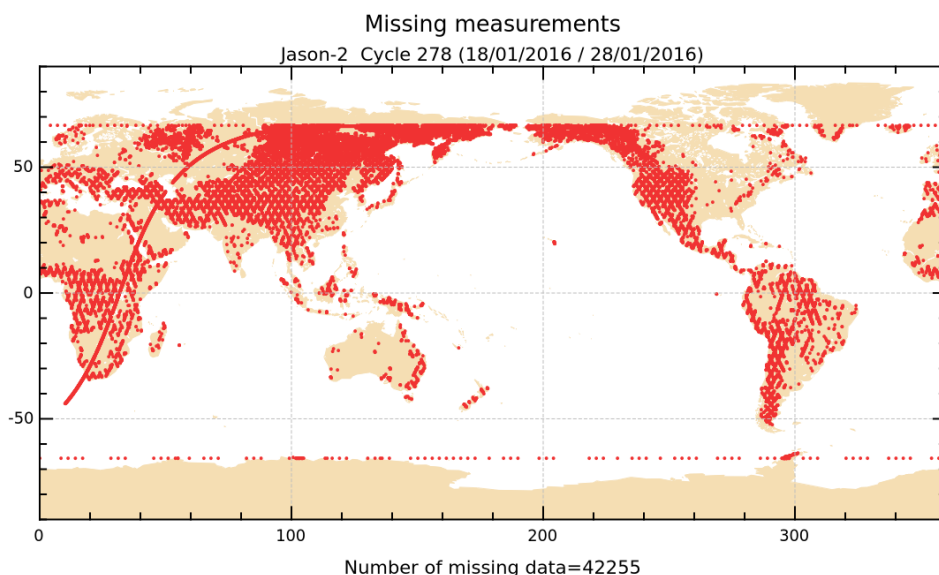 Missing measurements
Jason-2 Cycle 278 (18/01/2016 / 28/01/2016)
50
0
-50
0 100 200 300
Number of missing data=42255